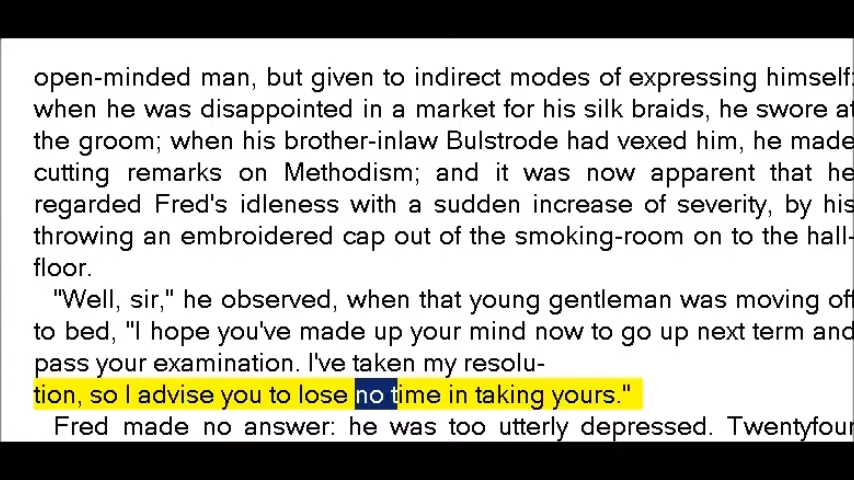 open-minded man, but given to indirect modes of expressing himself:
when he was disappointed in a market for his silk braids, he swore at
the groom; when his brother-inlaw Bulstrode had vexed him, he made
cutting remarks on Methodism; and it was now apparent that he
regarded Fred's idleness with a sudden increase of severity, by his
throwing an embroidered cap out of the smoking-room on to the hall-
floor.
"Well, sir," he observed, when that young gentleman was moving off
to bed, "I hope you've made up your mind now to go up next term and
pass your examination. I've taken my resolu-
tion, so I advise you to lose no time in taking yours."
Fred made no answer: he was too utterly depressed. Twentyfour